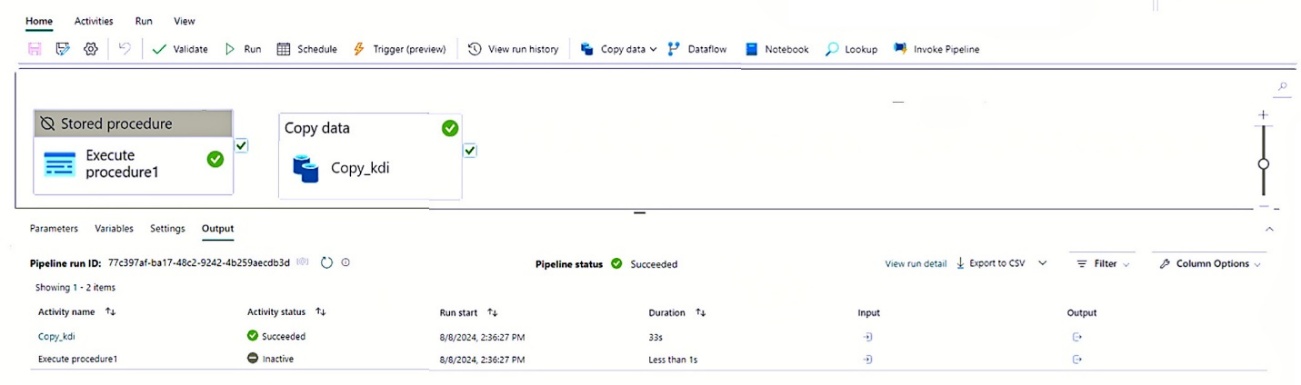 Home Activities Run View
Validate Run Schedule Trigger (preview) View run history Copy data Dataflow Notebook Lookup Invoke Pipeline
Stored procedure
Execute
procedure1
Copy data
Copy_kdi
Parameters Variables Settings Output
Pipeline run ID: 77c397af-ba17-48c2-9242-4b259aecdb3d Pipeline status Succeeded View run detail Export to CSV Filter Column Options
Showing 1 - 2 items
Activity name Activity status Run start Duration Input Output
Copy_kdi Succeeded 8/8/2024, 2:36:27 PM 33s
Execute procedure1 Inactive 8/8/2024, 2:36:27 PM Less than 1s